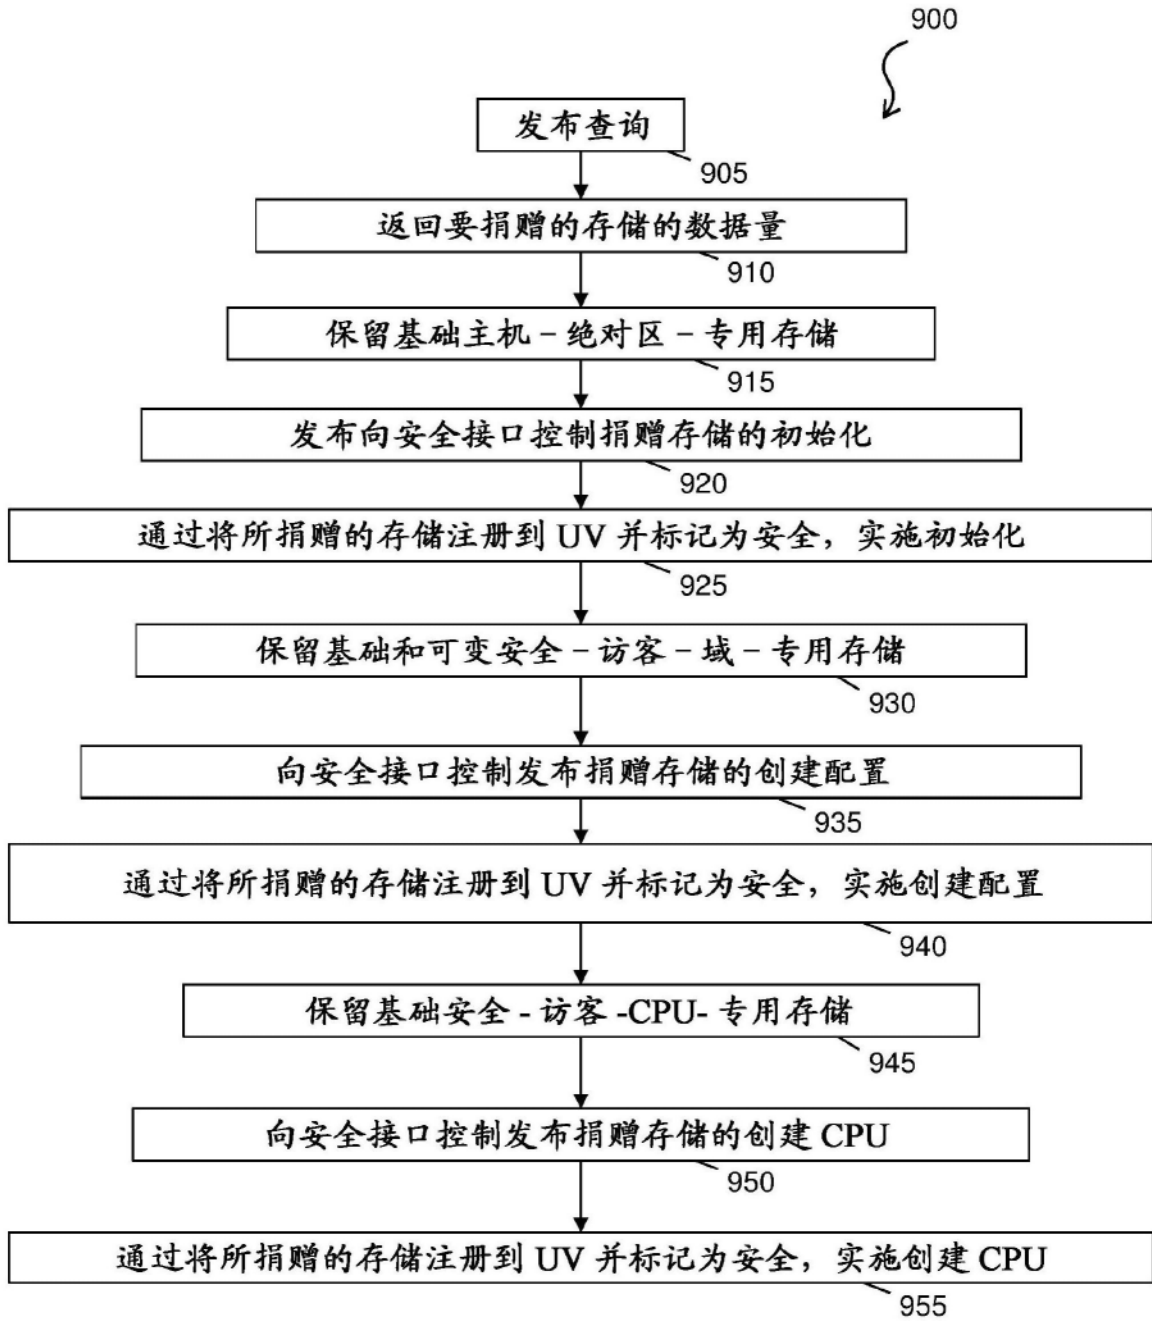 900
发布查询
905
返回要捐赠的存储的数据量
910
保留基础主机–绝对区–专用存储
915
发布向安全接口控制捐赠存储的初始化
920
通过将所捐赠的存储注册到 UV 并标记为安全，实施初始化
925
保留基础和可变安全–访客–域–专用存储
930
向安全接口控制发布捐赠存储的创建配置
935
通过将所捐赠的存储注册到 UV 并标记为安全，实施创建配置
940
保留基础安全-访客-CPU-专用存储
945
向安全接口控制发布捐赠存储的创建 CPU
950
通过将所捐赠的存储注册到 UV 并标记为安全，实施创建 CPU
955